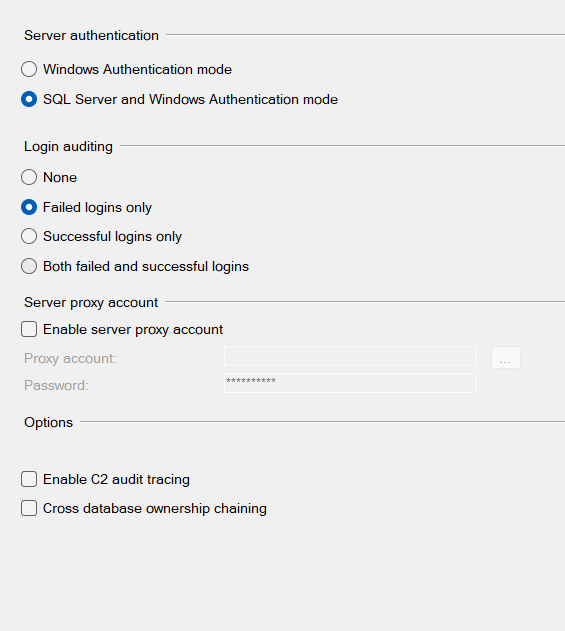 Server authentication
Windows Authentication mode
SQL Server and Windows Authentication mode
Login auditing
None
Failed logins only
Successful logins only
Both failed and successful logins
Server proxy account
Enable server proxy account
Proxy account:
...
Password:
**********
Options
Enable C2 audit tracing
Cross database ownership chaining